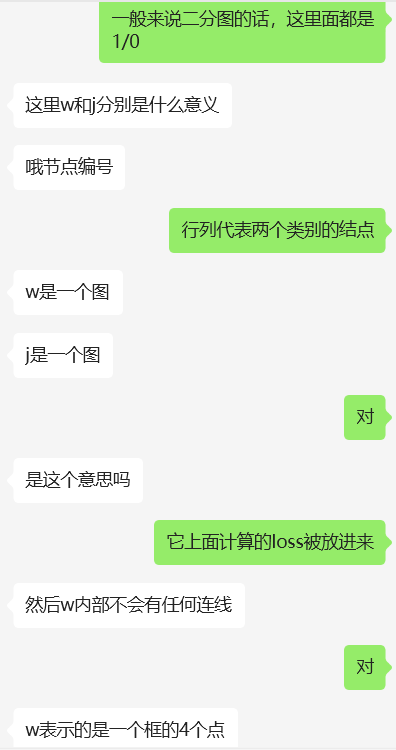 一般来说二分图的话，这里面都是
1/0
这里w和j分别是什么意义
哦节点编号
行列代表两个类别的结点
w是一个图
j是一个图
对
是这个意思吗
它上面计算的loss被放进来
然后w内部不会有任何连线
对
w表示的是一个框的4个点